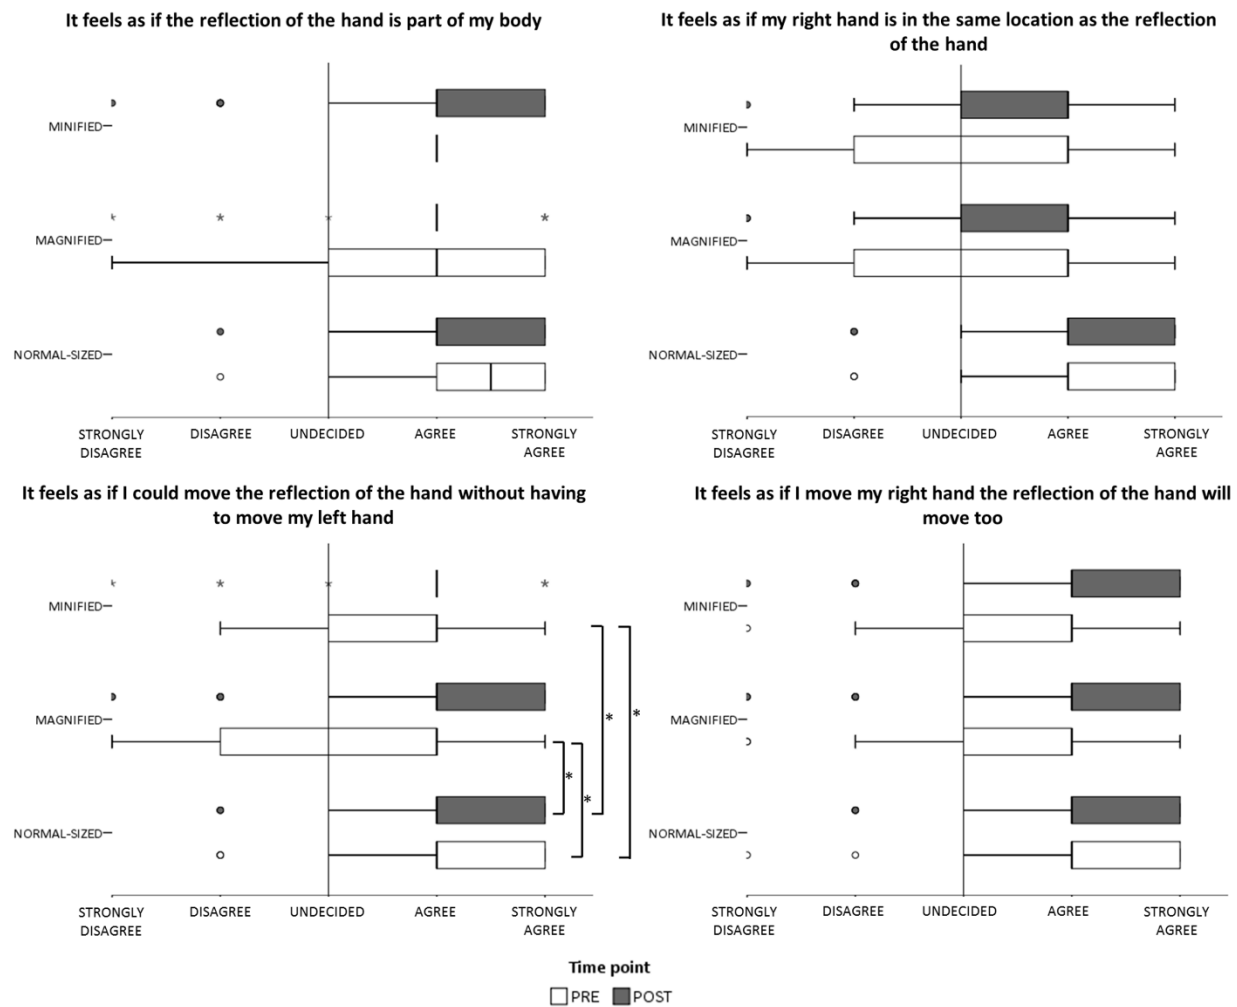 It feels as if the reflection of the hand is part of my body
MINIFIED
MAGNIFIED
NORMAL-SIZED
STRONGLY DISAGREE UNDECIDED AGREE STRONGLY
DISAGREE AGREE
It feels as if my right hand is in the same location as the reflection
of the hand
MINIFIED
MAGNIFIED
NORMAL-SIZED
STRONGLY DISAGREE UNDECIDED AGREE STRONGLY
DISAGREE AGREE
It feels as if I could move the reflection of the hand without having
to move my left hand
MINIFIED
MAGNIFIED
NORMAL-SIZED
* * * *
STRONGLY DISAGREE UNDECIDED AGREE STRONGLY
DISAGREE AGREE
It feels as if I move my right hand the reflection of the hand will
move too
MINIFIED
MAGNIFIED
NORMAL-SIZED
STRONGLY DISAGREE UNDECIDED AGREE STRONGLY
DISAGREE AGREE
Time point
PRE POST